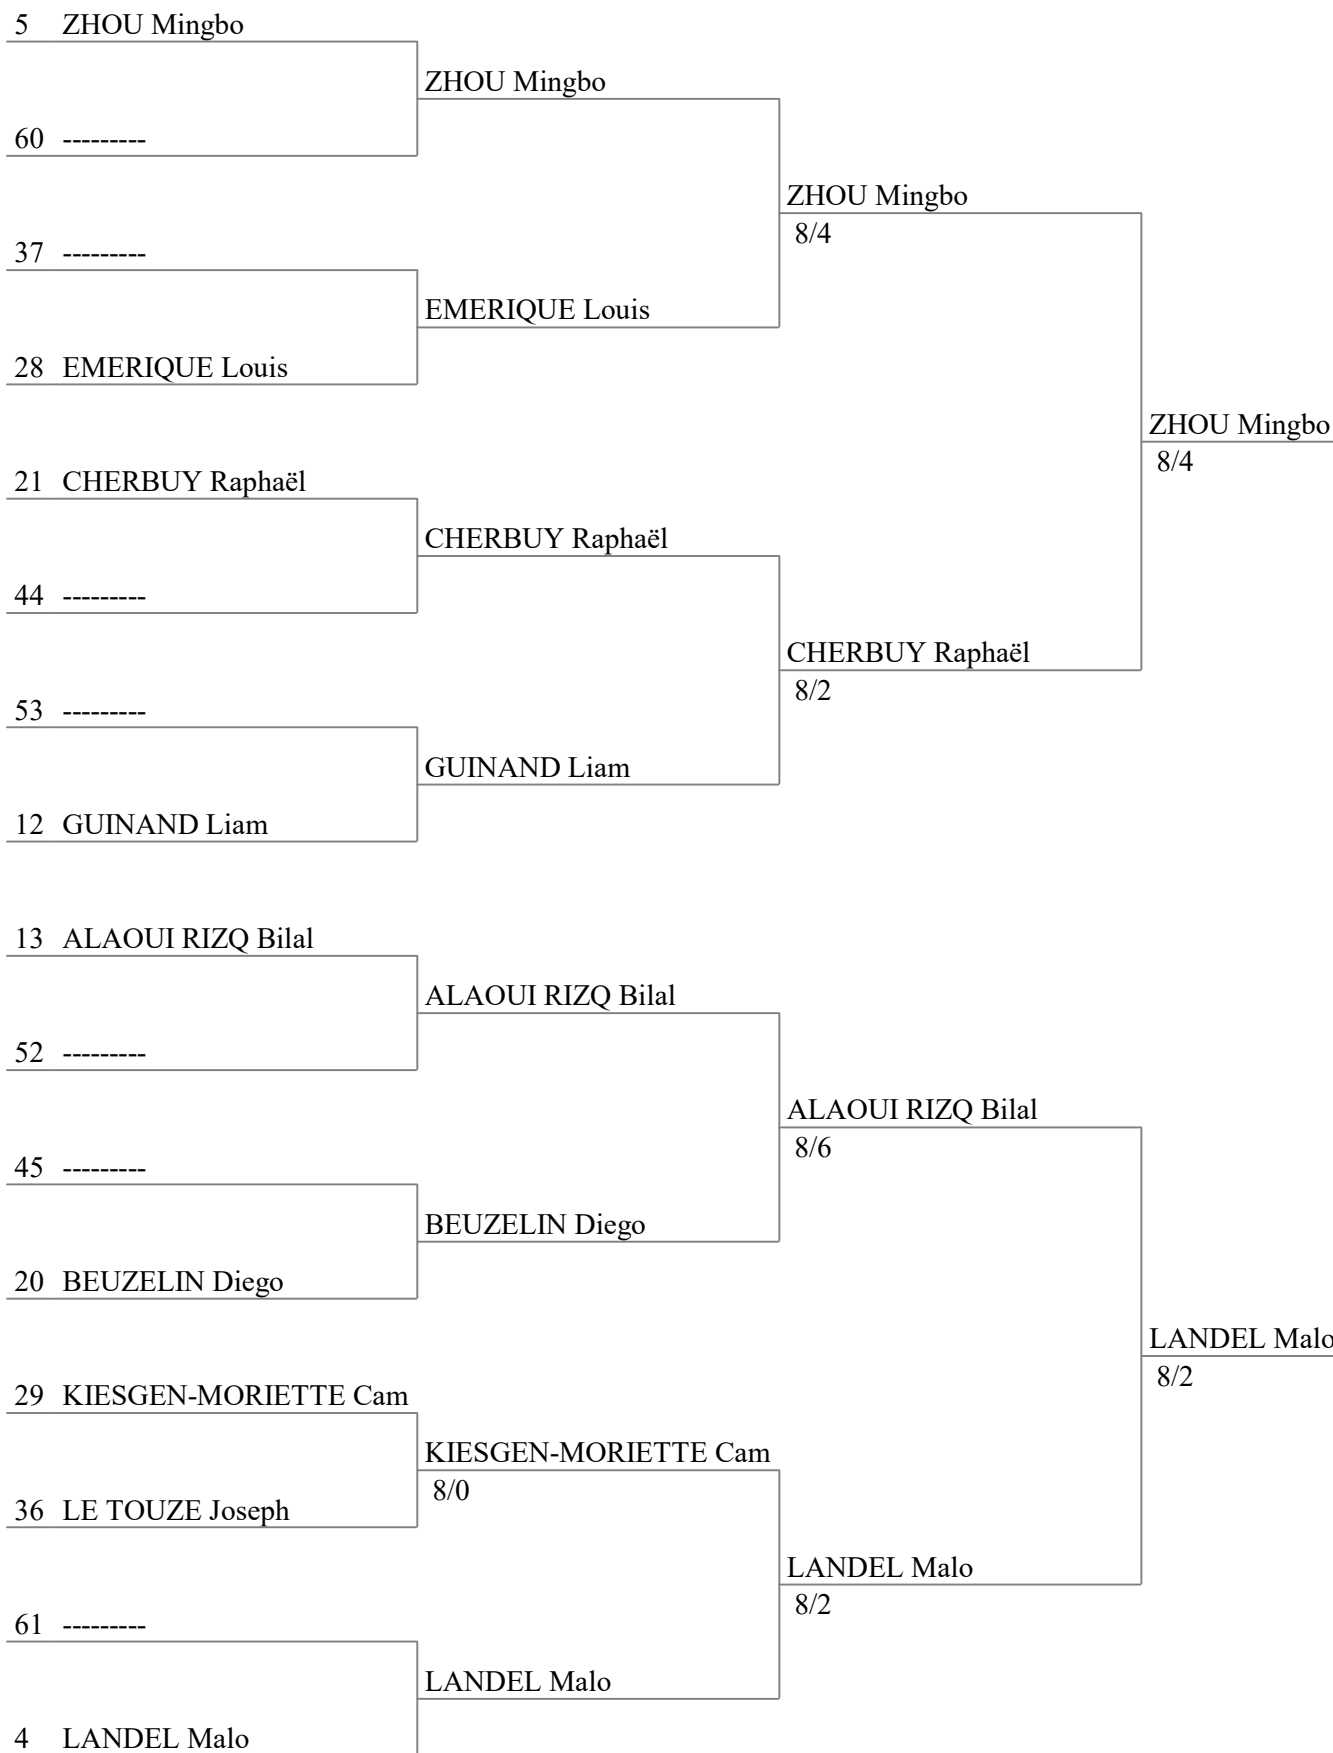 5 ZHOU Mingbo
ZHOU Mingbo
60 ---------
ZHOU Mingbo
8/4
37 ---------
EMERIQUE Louis
28 EMERIQUE Louis
ZHOU Mingbo
8/4
21 CHERBUY Raphaël
CHERBUY Raphaël
44 ---------
CHERBUY Raphaël
8/2
53 ---------
GUINAND Liam
12 GUINAND Liam
13 ALAOUI RIZQ Bilal
ALAOUI RIZQ Bilal
52 ---------
ALAOUI RIZQ Bilal
8/6
45 ---------
BEUZELIN Diego
20 BEUZELIN Diego
LANDEL Malo
8/2
29 KIESGEN-MORIETTE Cam
KIESGEN-MORIETTE Cam
8/0
36 LE TOUZE Joseph
LANDEL Malo
8/2
61 ---------
LANDEL Malo
4 LANDEL Malo